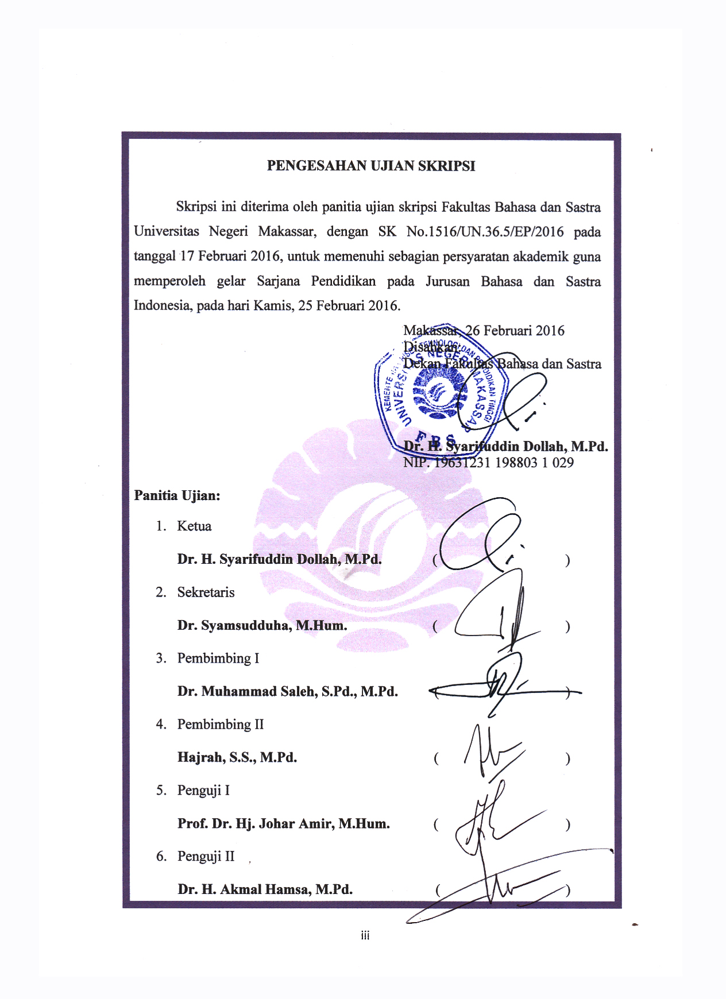 PENGESAHAN UJIAN SKRIPSI
Skripsi ini diterima oleh panitia ujian skripsi Fakultas Bahasa dan Sastra
Universitas Negeri Makassar, dengan SK No.1516/UN.36.5/EP/2016 pada
tanggal 17 Februari 2016, untuk memenuhi sebagian persyaratan akademik guna
memperoleh gelar Sarjana Pendidikan pada Jurusan Bahasa dan Sastra
Indonesia, pada hari Kamis, 25 Februari 2016.
Makassar, 26 Februari 2016
Disahkan:
Dekan Fakultas Bahasa dan Sastra
TEKNOLOGI DAN PENDIDIKAN TINGGI
UNIVERSITAS NEGERI MAKASSAR
FBS
Dr. H. Syarifuddin Dollah, M.Pd.
NIP. 19631231 198803 1 029
Panitia Ujian:
1. Ketua
Dr. H. Syarifuddin Dollah, M.Pd. ( )
2. Sekretaris
Dr. Syamsudduha, M.Hum. ( )
3. Pembimbing I
Dr. Muhammad Saleh, S.Pd., M.Pd. ( )
4. Pembimbing II
Hajrah, S.S., M.Pd. ( )
5. Penguji I
Prof. Dr. Hj. Johar Amir, M.Hum. ( )
6. Penguji II
Dr. H. Akmal Hamsa, M.Pd. ( )
iii